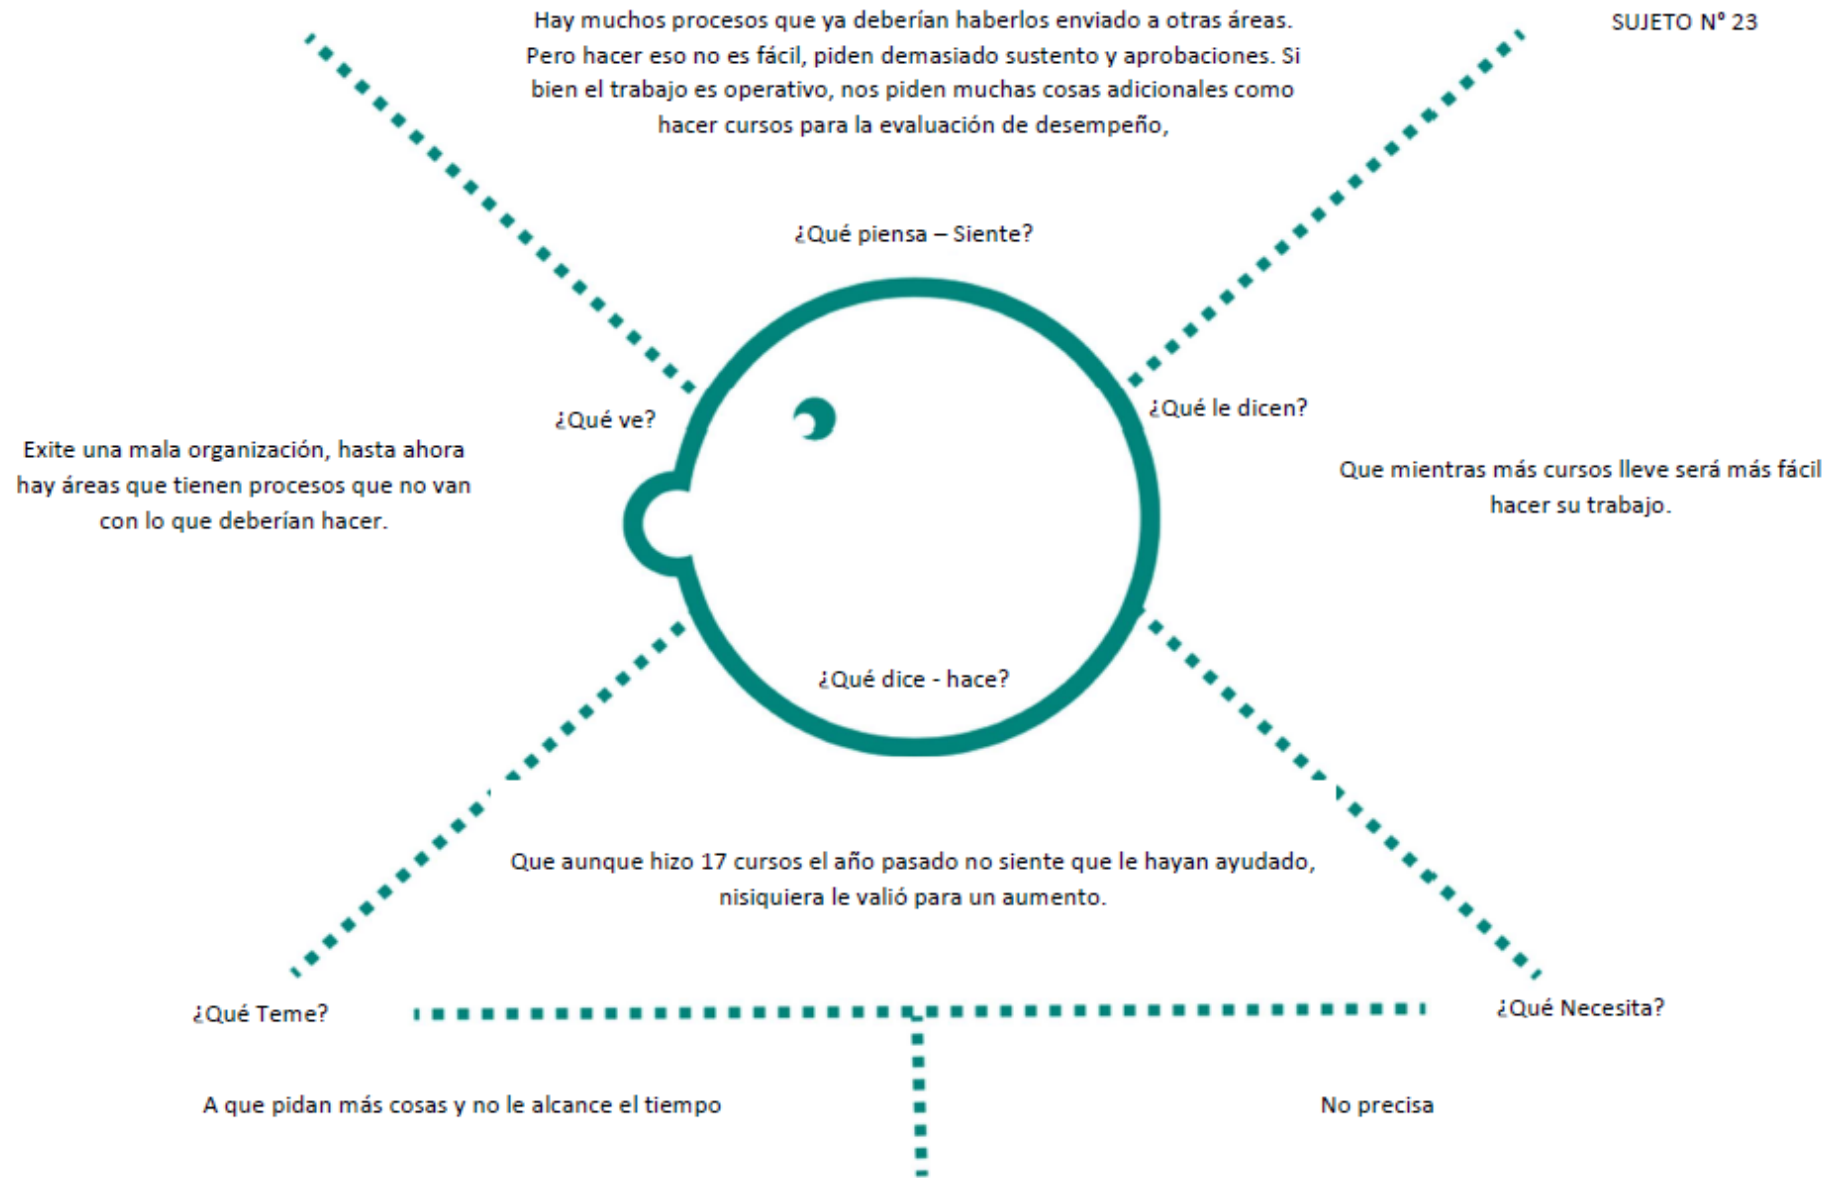 Hay muchos procesos que ya deberían haberlos enviado a otras áreas.
Pero hacer eso no es fácil, piden demasiado sustento y aprobaciones. Si
bien el trabajo es operativo, nos piden muchas cosas adicionales como
hacer cursos para la evaluación de desempeño,
SUJETO N° 23
¿Qué piensa – Siente?
¿Qué ve?
Exite una mala organización, hasta ahora
hay áreas que tienen procesos que no van
con lo que deberían hacer.
¿Qué le dicen?
Que mientras más cursos lleve será más fácil
hacer su trabajo.
¿Qué dice - hace?
Que aunque hizo 17 cursos el año pasado no siente que le hayan ayudado,
nisiquiera le valió para un aumento.
¿Qué Teme?
A que pidan más cosas y no le alcance el tiempo
¿Qué Necesita?
No precisa